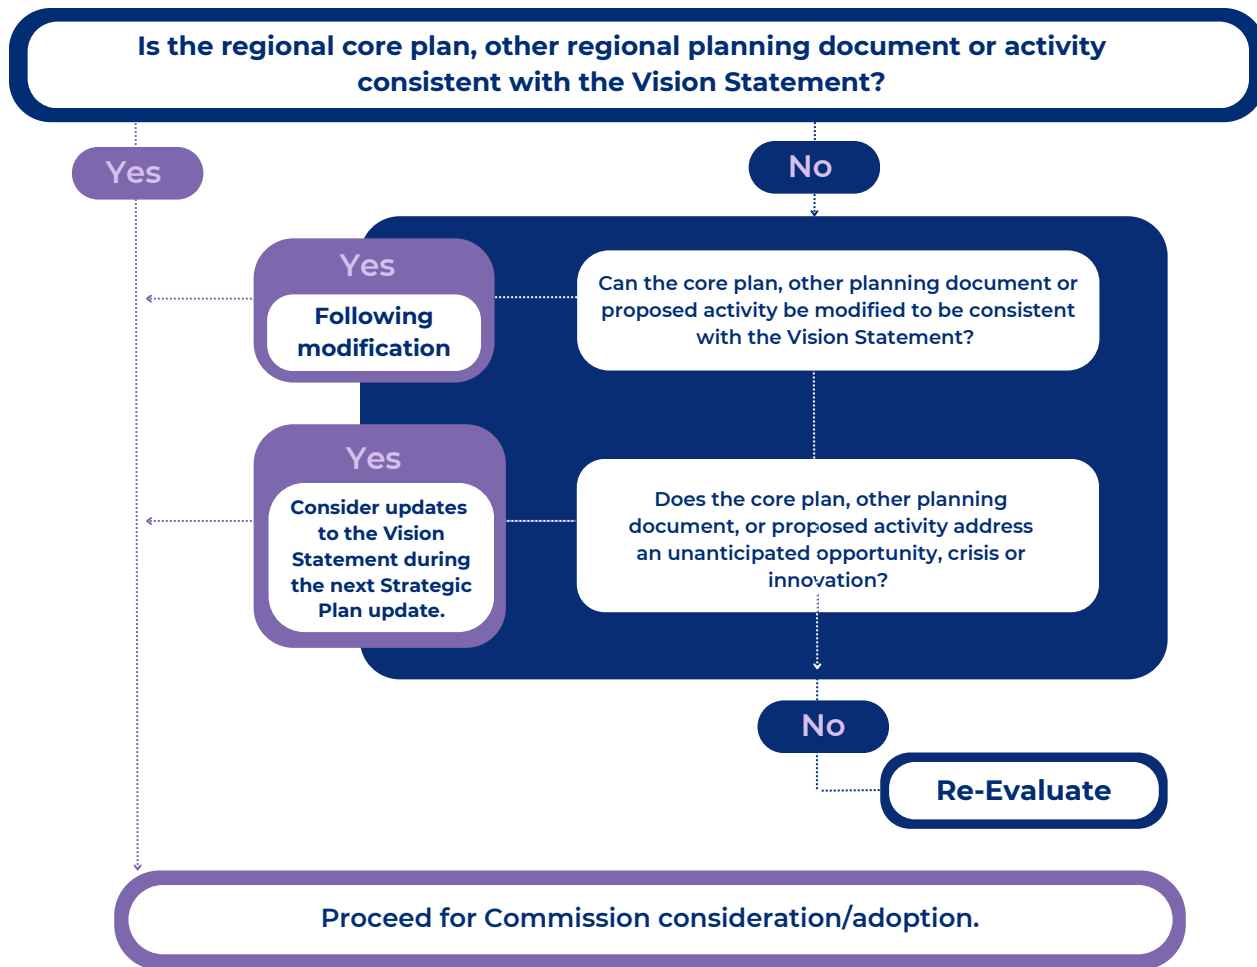 Is the regional core plan, other regional planning document or activity
consistent with the Vision Statement?
Yes
No
Yes
Following
modification
Can the core plan, other planning document or
proposed activity be modified to be consistent
with the Vision Statement?
Yes
Consider updates
to the Vision
Statement during
the next Strategic
Plan update.
Does the core plan, other planning
document, or proposed activity address
an unanticipated opportunity, crisis or
innovation?
No
Re-Evaluate
Proceed for Commission consideration/adoption.